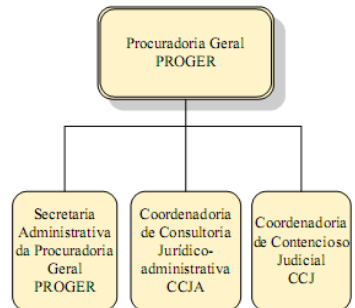 Procuradoria Geral
PROGER
Secretaria
Administrativa
da Procuradoria
Geral
PROGER
Coordenadoria
de Consultoria
Jurídico-
administrativa
CCJA
Coordenadoria
de Contencioso
Judicial
CCJ